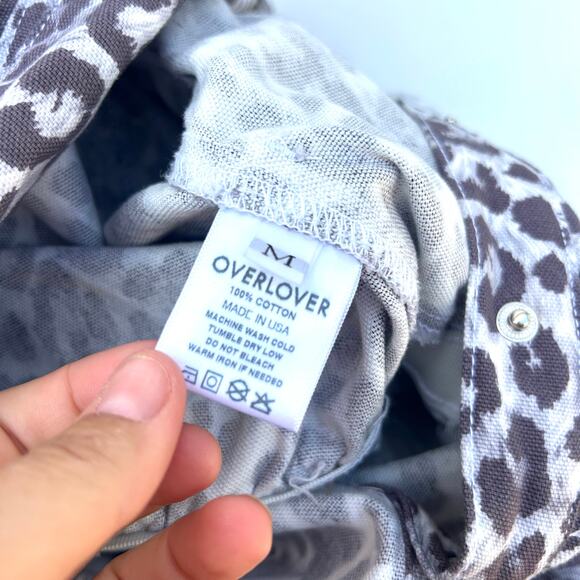 M
OVERLOVER
100% COTTON
MADE IN USA
MACHINE WASH COLD
TUMBLE DRY LOW
DO NOT BLEACH
WARM IRON IF NEEDED